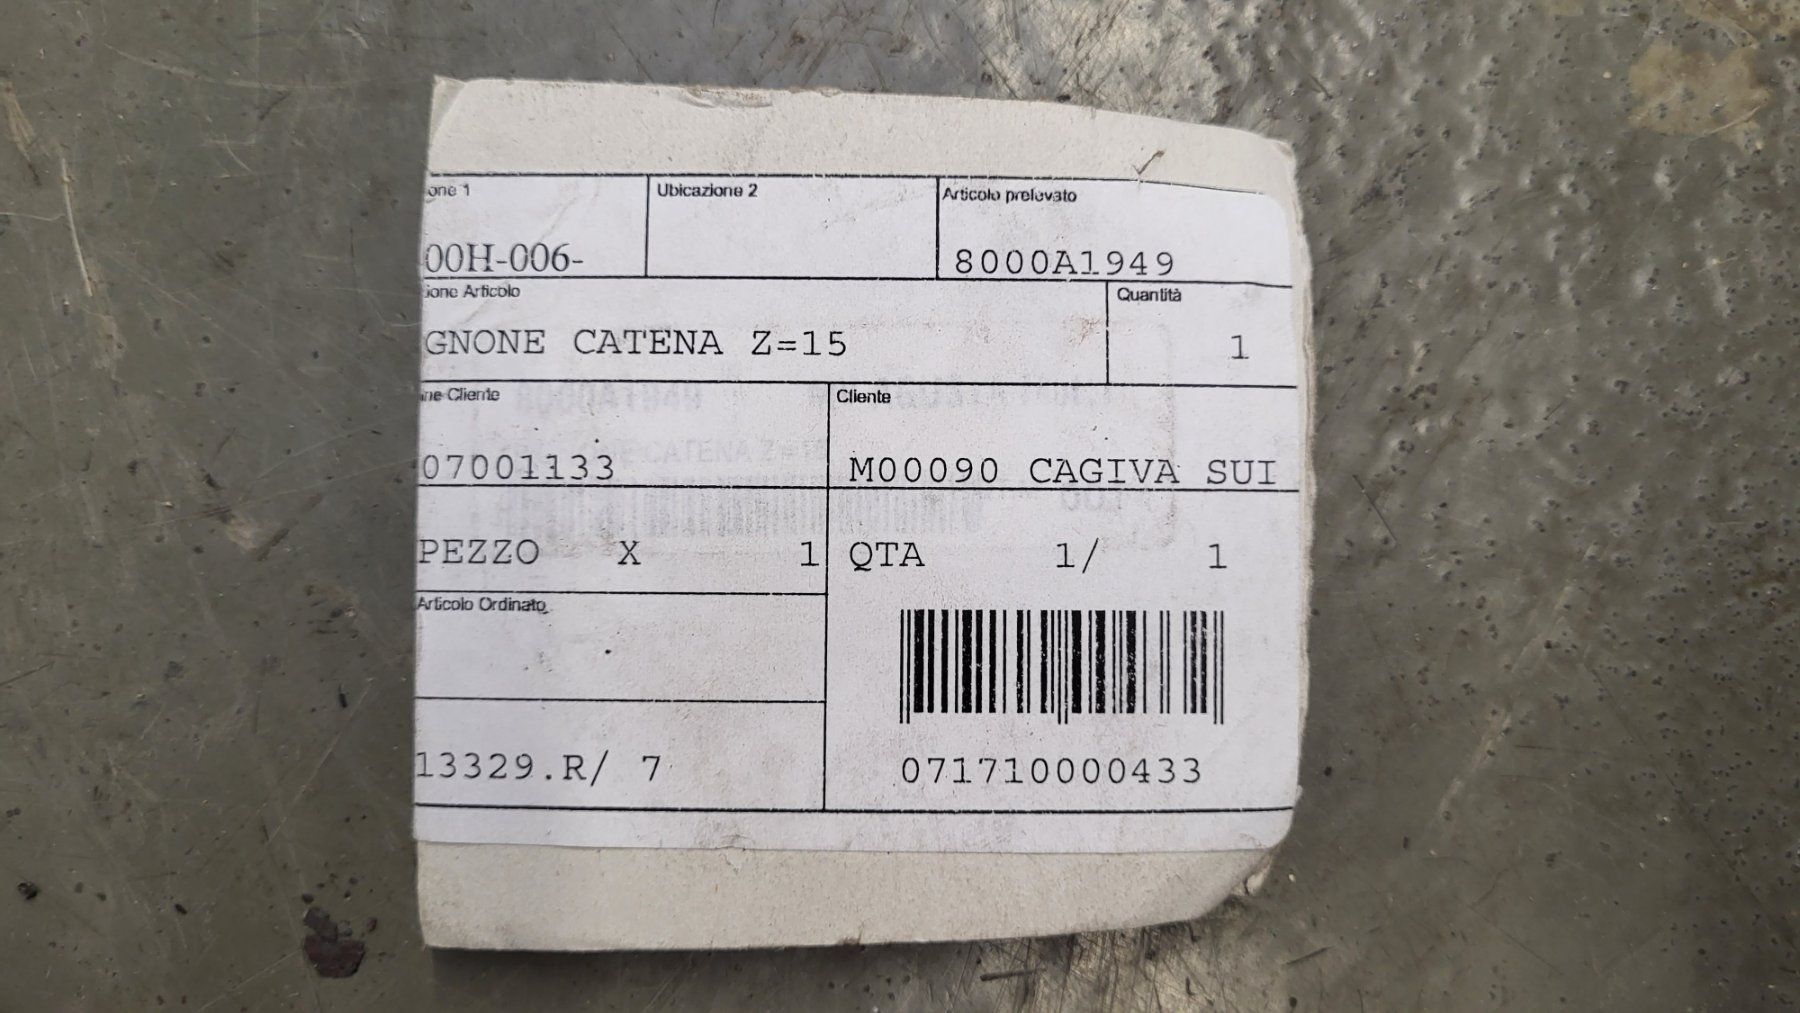 one 1 Ubicazione 2 Articolo prelevato
00H-006- 8000A1949
ione Articolo Quantità
GNONE CATENA Z=15 1
ine Cliente Cliente
07001133 M00090 CAGIVA SUI
PEZZO X 1 QTA 1/ 1
Articolo Ordinato
13329.R/ 7 071710000433